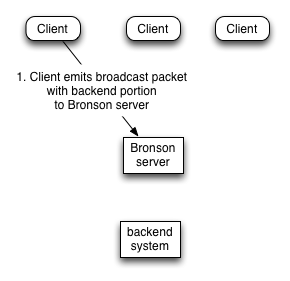 Client Client Client
1. Client emits broadcast packet
with backend portion
to Bronson server
Bronson
server
backend
system